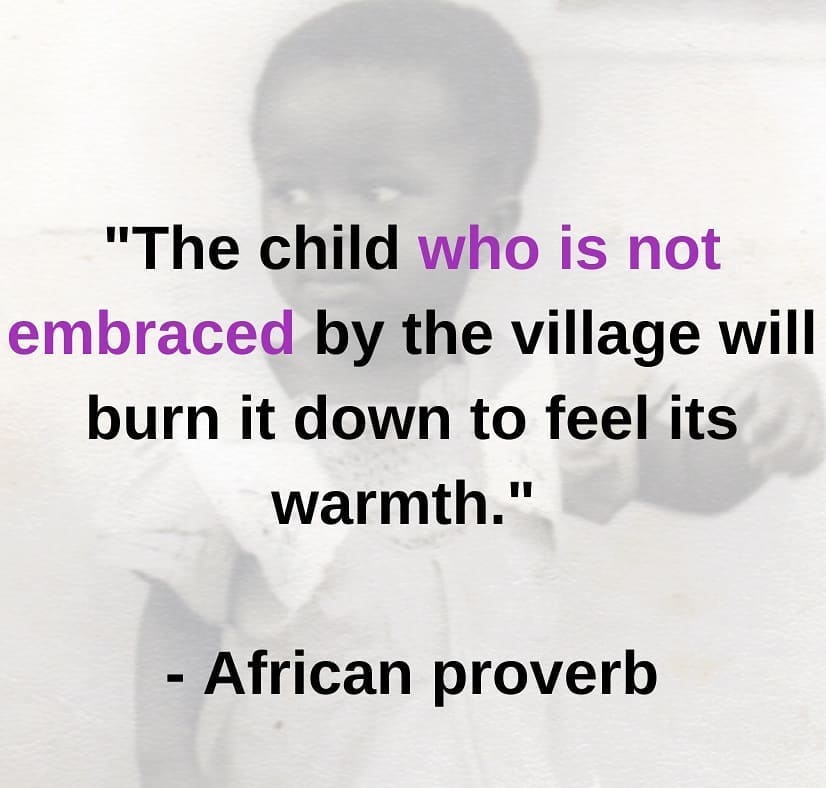 "The child who is not
embraced by the village will
burn it down to feel its
warmth."
- African proverb